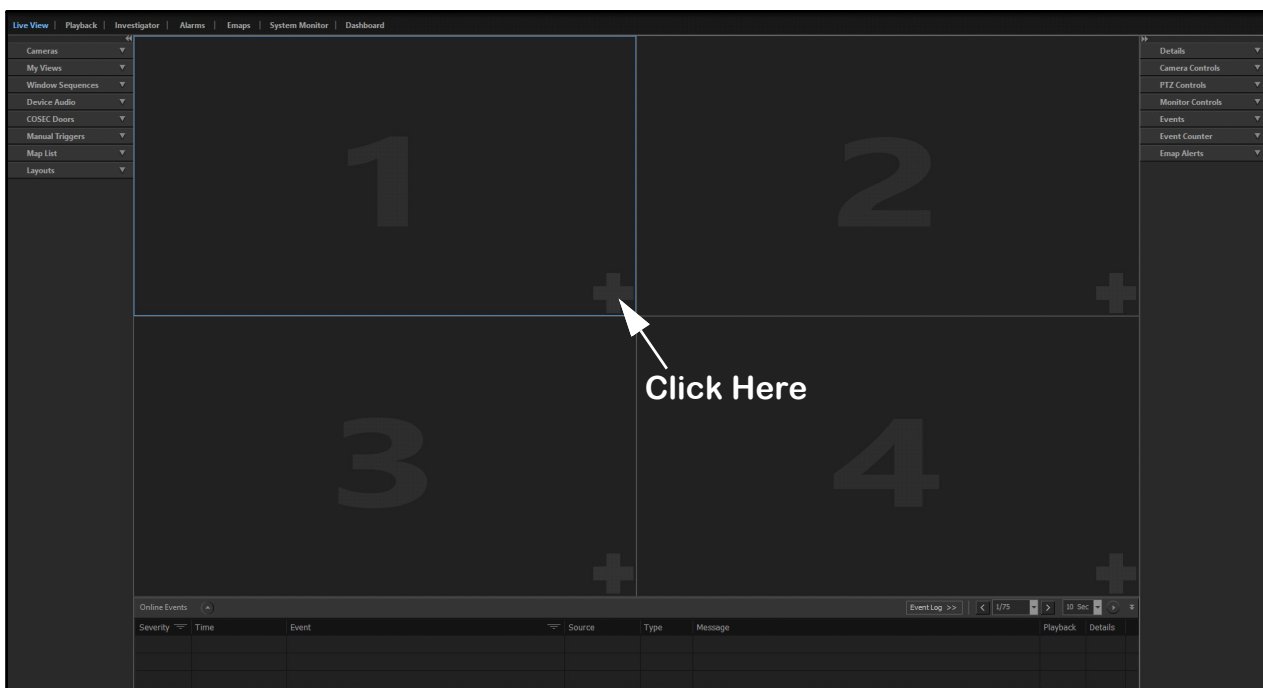 Live View | Playback | Investigator | Alarms | Emaps | System Monitor | Dashboard
Cameras
My Views
Window Sequences
Device Audio
COSEC Doors
Manual Triggers
Map List
Layouts
1
2
Click Here
3
4
Details
Camera Controls
PTZ Controls
Monitor Controls
Events
Event Counter
Emap Alerts
Online Events Event Log >> 1/75 10 Sec
Severity Time Event Source Type Message Playback Details